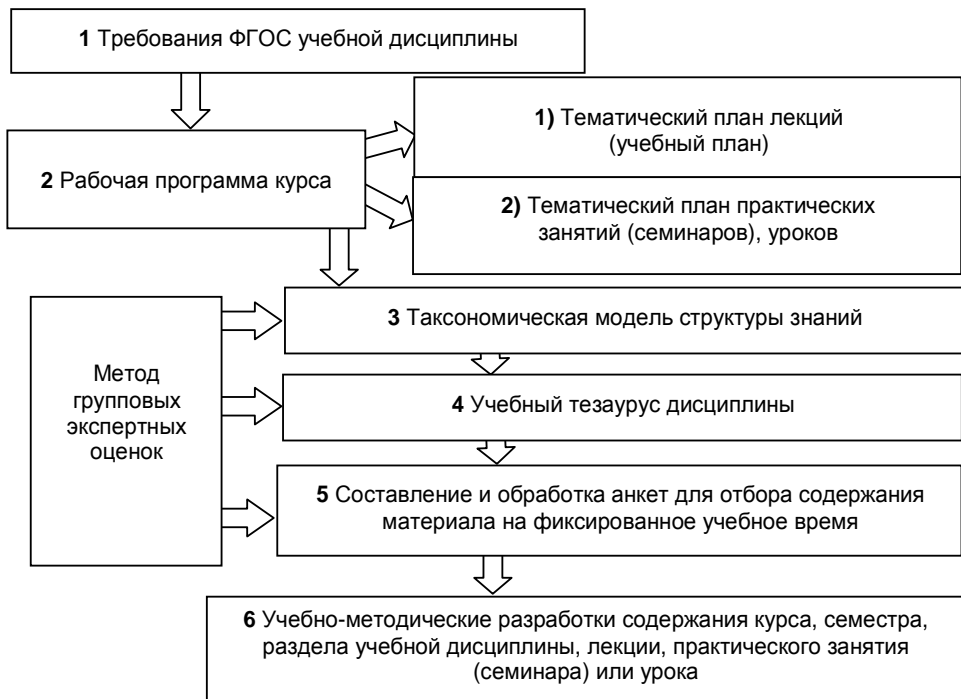 1 Требования ФГОС учебной дисциплины
1) Тематический план лекций
(учебный план)
2 Рабочая программа курса
2) Тематический план практических
занятий (семинаров), уроков
3 Таксономическая модель структуры знаний
Метод
групповых
экспертных
оценок
4 Учебный тезаурус дисциплины
5 Составление и обработка анкет для отбора содержания
материала на фиксированное учебное время
6 Учебно-методические разработки содержания курса, семестра,
раздела учебной дисциплины, лекции, практического занятия
(семинара) или урока